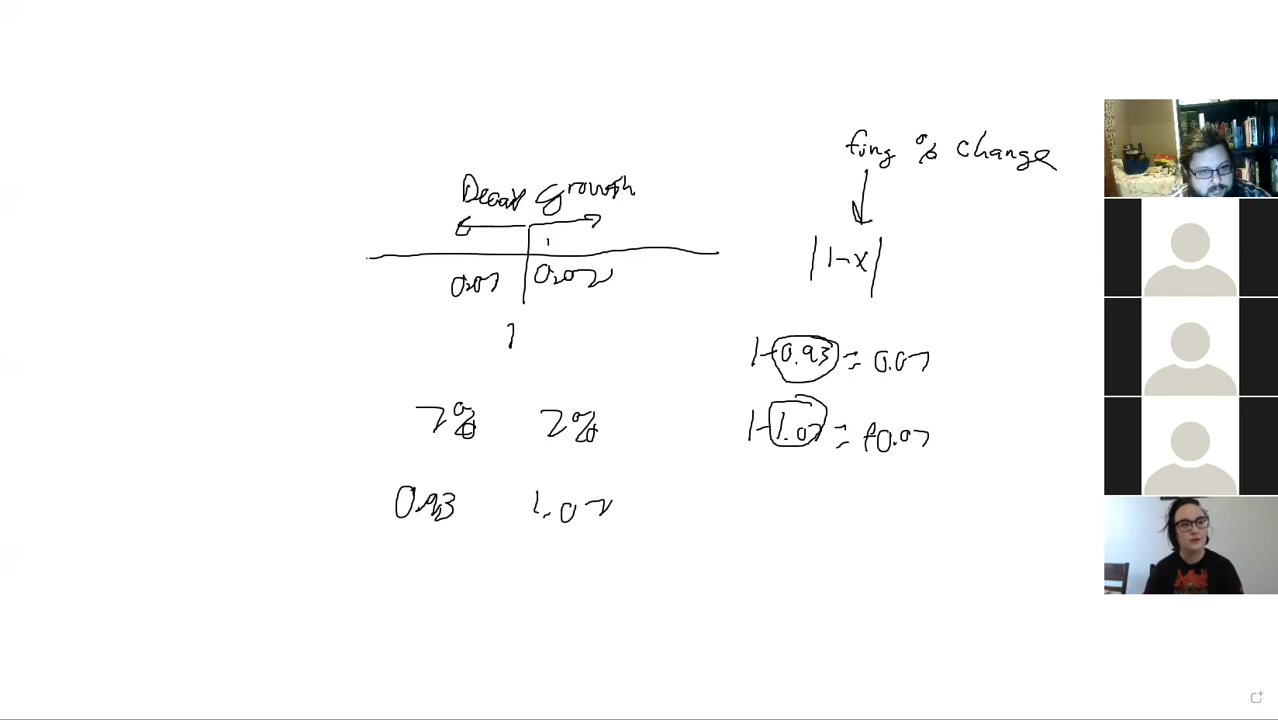 fing % change
Decay growth
|1-x|
0.07 0.07
1
1-0.93 = 0.07
1-1.07 = +0.07
7% 7%
0.93 1.07